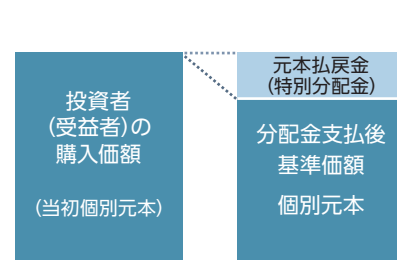 投資者
(受益者)の
購入価額
(当初個別元本)
元本払戻金
(特別分配金)
分配金支払後
基準価額
個別元本